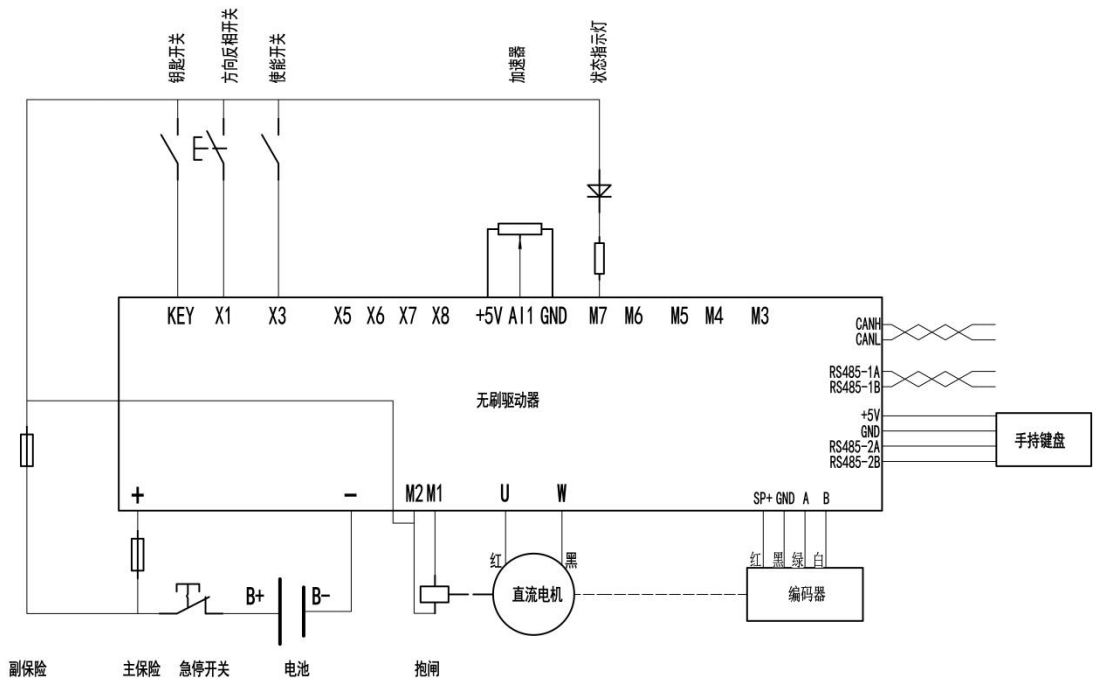 钥匙开关
方向反相开关
使能开关
加速器
状态指示灯
KEY X1 X3 X5 X6 X7 X8 +5V AI1 GND M7 M6 M5 M4 M3
CANH
CANL
RS485-1A
RS485-1B
无刷驱动器
+5V
GND
RS485-2A
RS485-2B
手持键盘
+ - M2 M1 U W SP+ GND A B
红 黑 红 黑 绿 白
直流电机
编码器
B+ B-
副保险 主保险 急停开关 电池 抱闸